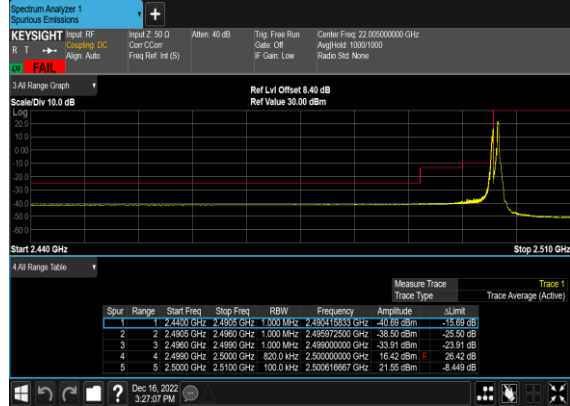 Spectrum Analyzer 1
Spurious Emissions
KEYSIGHT Input: RF Input Z: 50 Ω Atten: 40 dB Trig: Free Run Center Freq: 22.005000000 GHz
R T Coupling: DC Corr CCorr Gate: Off Avg|Hold: 1000/1000
Align: Auto Freq Ref: Int (S) IF Gain: Low Radio Std: None
LV FAIL
3 All Range Graph
Ref Lvl Offset 8.40 dB
Scale/Div 10.0 dB Ref Value 30.00 dBm
Log
20.0
10.0
0.00
-10.0
-20.0
-30.0
-40.0
-50.0
-60.0
Start 2.440 GHz Stop 2.510 GHz
4 All Range Table
Measure Trace Trace 1
Trace Type Trace Average (Active)
Spur Range Start Freq Stop Freq RBW Frequency Amplitude ΔLimit
1 1 2.4400 GHz 2.4905 GHz 1.000 MHz 2.490415833 GHz -40.69 dBm -15.69 dB
2 2 2.4905 GHz 2.4960 GHz 1.000 MHz 2.495972500 GHz -38.50 dBm -25.50 dB
3 3 2.4960 GHz 2.4990 GHz 1.000 MHz 2.499000000 GHz -33.91 dBm -23.91 dB
4 4 2.4990 GHz 2.5000 GHz 820.0 kHz 2.500000000 GHz 16.42 dBm F 26.42 dB
5 5 2.5000 GHz 2.5100 GHz 100.0 kHz 2.500616667 GHz 21.55 dBm -8.449 dB
? Dec 16, 2022
3:27:07 PM